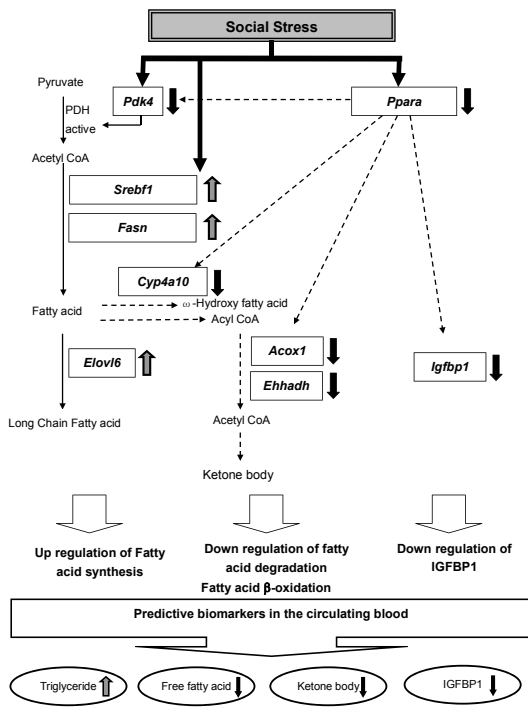 Social Stress
Pyruvate
Pdk4
Ppara
PDH
active
Acetyl CoA
Srebf1
Fasn
Cyp4a10
Fatty acid
ω-Hydroxy fatty acid
Acyl CoA
Acox1
Igfbp1
Elovl6
Ehhadh
Long Chain Fatty acid
Acetyl CoA
Ketone body
Up regulation of Fatty
acid synthesis
Down regulation of fatty
acid degradation
Fatty acid β-oxidation
Down regulation of
IGFBP1
Predictive biomarkers in the circulating blood
Triglyceride
Free fatty acid
Ketone body
IGFBP1